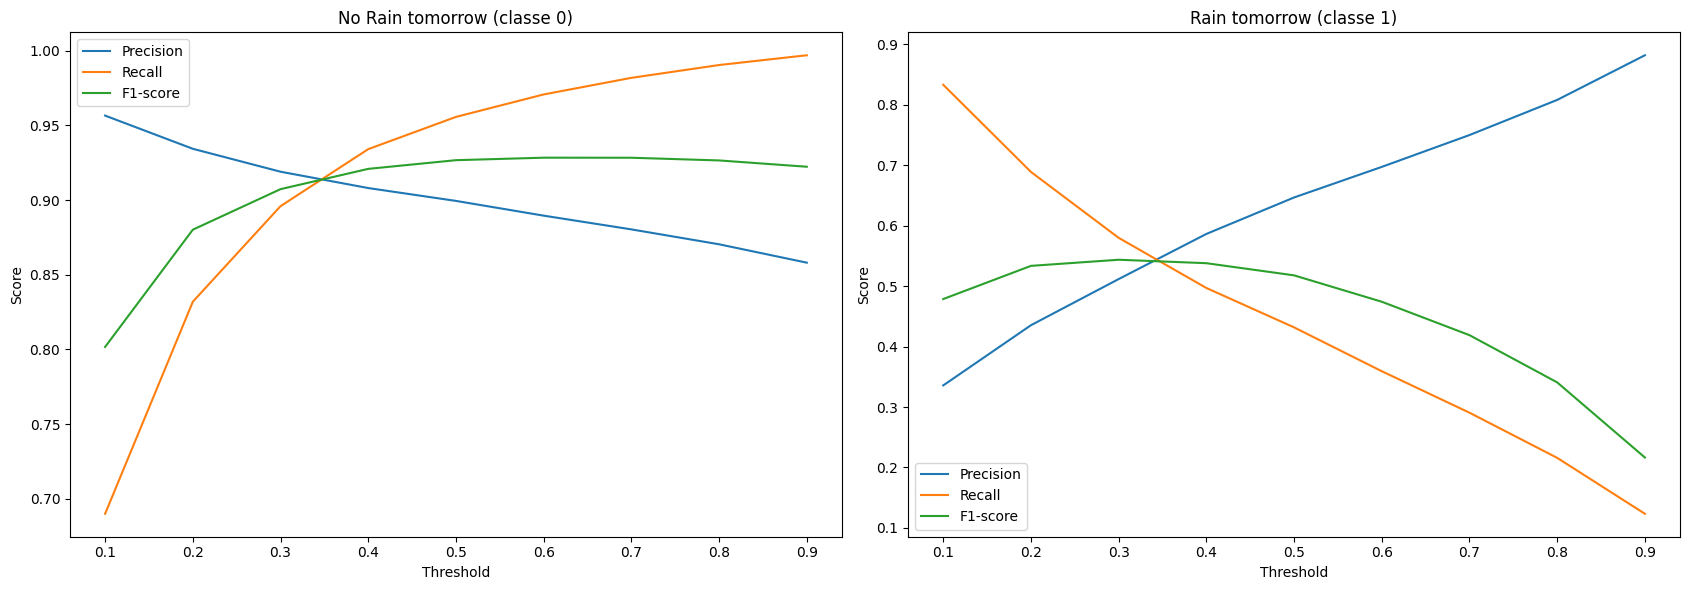 No Rain tomorrow (classe 0)
Precision
Recall
F1-score
1.00
0.95
0.90
0.85
0.80
0.75
0.70
Score
0.1 0.2 0.3 0.4 0.5 0.6 0.7 0.8 0.9
Threshold
Rain tomorrow (classe 1)
0.9
0.8
0.7
0.6
0.5
0.4
0.3
0.2
0.1
Score
Precision
Recall
F1-score
0.1 0.2 0.3 0.4 0.5 0.6 0.7 0.8 0.9
Threshold